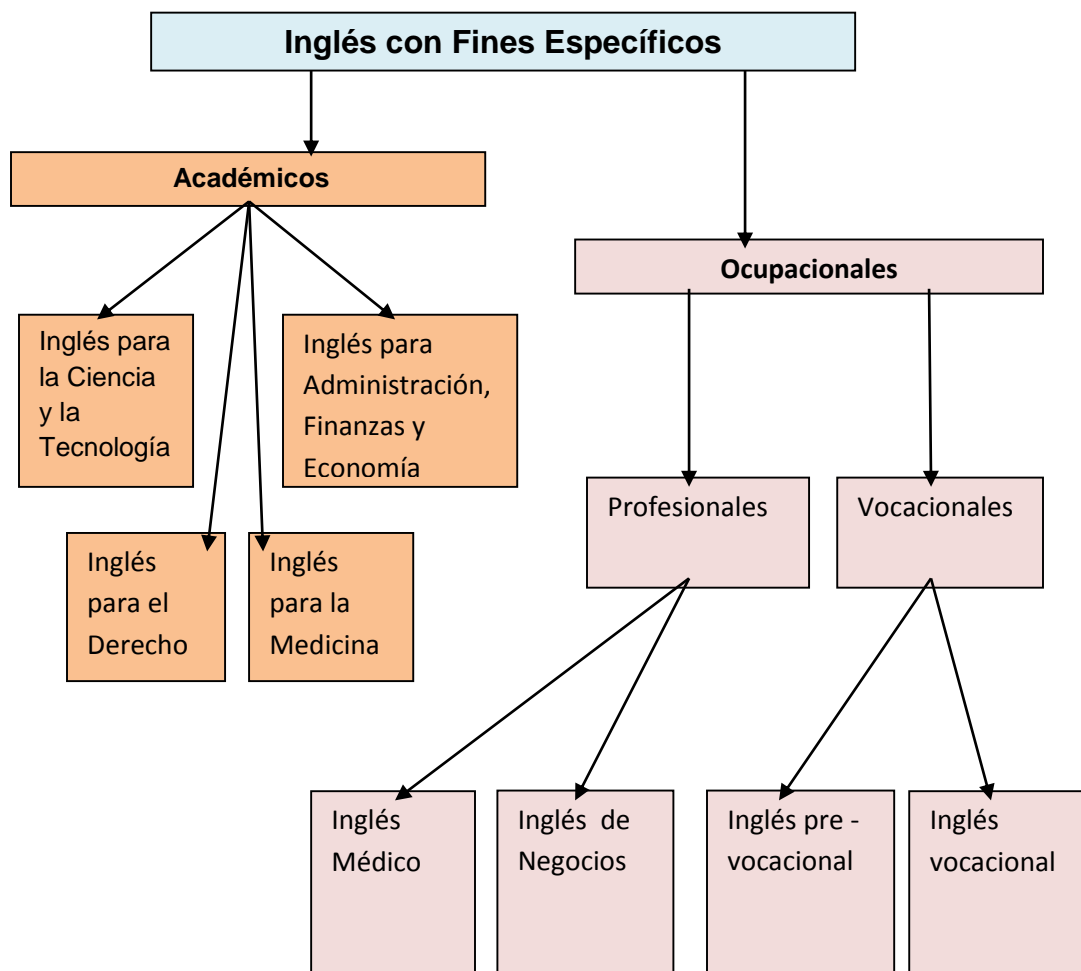 Inglés con Fines Específicos
Académicos
Ocupacionales
Inglés para
la Ciencia
y la
Tecnología
Inglés para
Administración,
Finanzas y
Economía
Inglés
para el
Derecho
Inglés
para la
Medicina
Profesionales
Vocacionales
Inglés
Médico
Inglés de
Negocios
Inglés pre -
vocacional
Inglés
vocacional